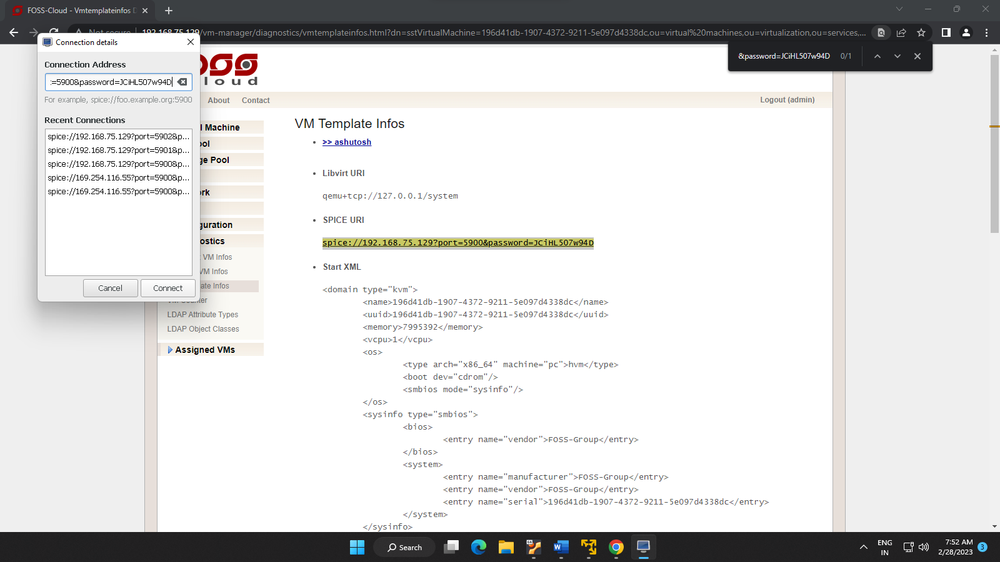 FOSS-Cloud - Vmtemplateinfos D
Not secure
192.168.75.129/vm-manager/diagnostics/vmtemplateinfos.html?dn=sstVirtualMachine=196d41db-1907-4372-9211-5e097d4338dc,ou=virtual%20machines,ou=virtualization,ou=services,...
&password=JCiHL507w94D 0/1
Connection details
Connection Address
:=5900&password=JCiHL507w94D
For example, spice://foo.example.org:5900
Recent Connections
spice://192.168.75.129?port=5902&p...
spice://192.168.75.129?port=5901&p...
spice://192.168.75.129?port=5900&p...
spice://169.254.116.55?port=5900&p...
spice://169.254.116.55?port=5900&p...
Cancel Connect
FOSS
loud
About Contact Logout (admin)
l Machine
ool
ge Pool
ork
guration
ostics
VM Infos
VM Infos
ate Infos
VM Counter
LDAP Attribute Types
LDAP Object Classes
Assigned VMs
VM Template Infos
• >> ashutosh
• Libvirt URI
qemu+tcp://127.0.0.1/system
• SPICE URI
spice://192.168.75.129?port=5900&password=JCiHL507w94D
• Start XML
<domain type="kvm">
<name>196d41db-1907-4372-9211-5e097d4338dc</name>
<uuid>196d41db-1907-4372-9211-5e097d4338dc</uuid>
<memory>7995392</memory>
<vcpu>1</vcpu>
<os>
<type arch="x86_64" machine="pc">hvm</type>
<boot dev="cdrom"/>
<smbios mode="sysinfo"/>
</os>
<sysinfo type="smbios">
<bios>
<entry name="vendor">FOSS-Group</entry>
</bios>
<system>
<entry name="manufacturer">FOSS-Group</entry>
<entry name="vendor">FOSS-Group</entry>
<entry name="serial">196d41db-1907-4372-9211-5e097d4338dc</entry>
</system>
</sysinfo>
Search
ENG
IN
7:52 AM
2/28/2023
3